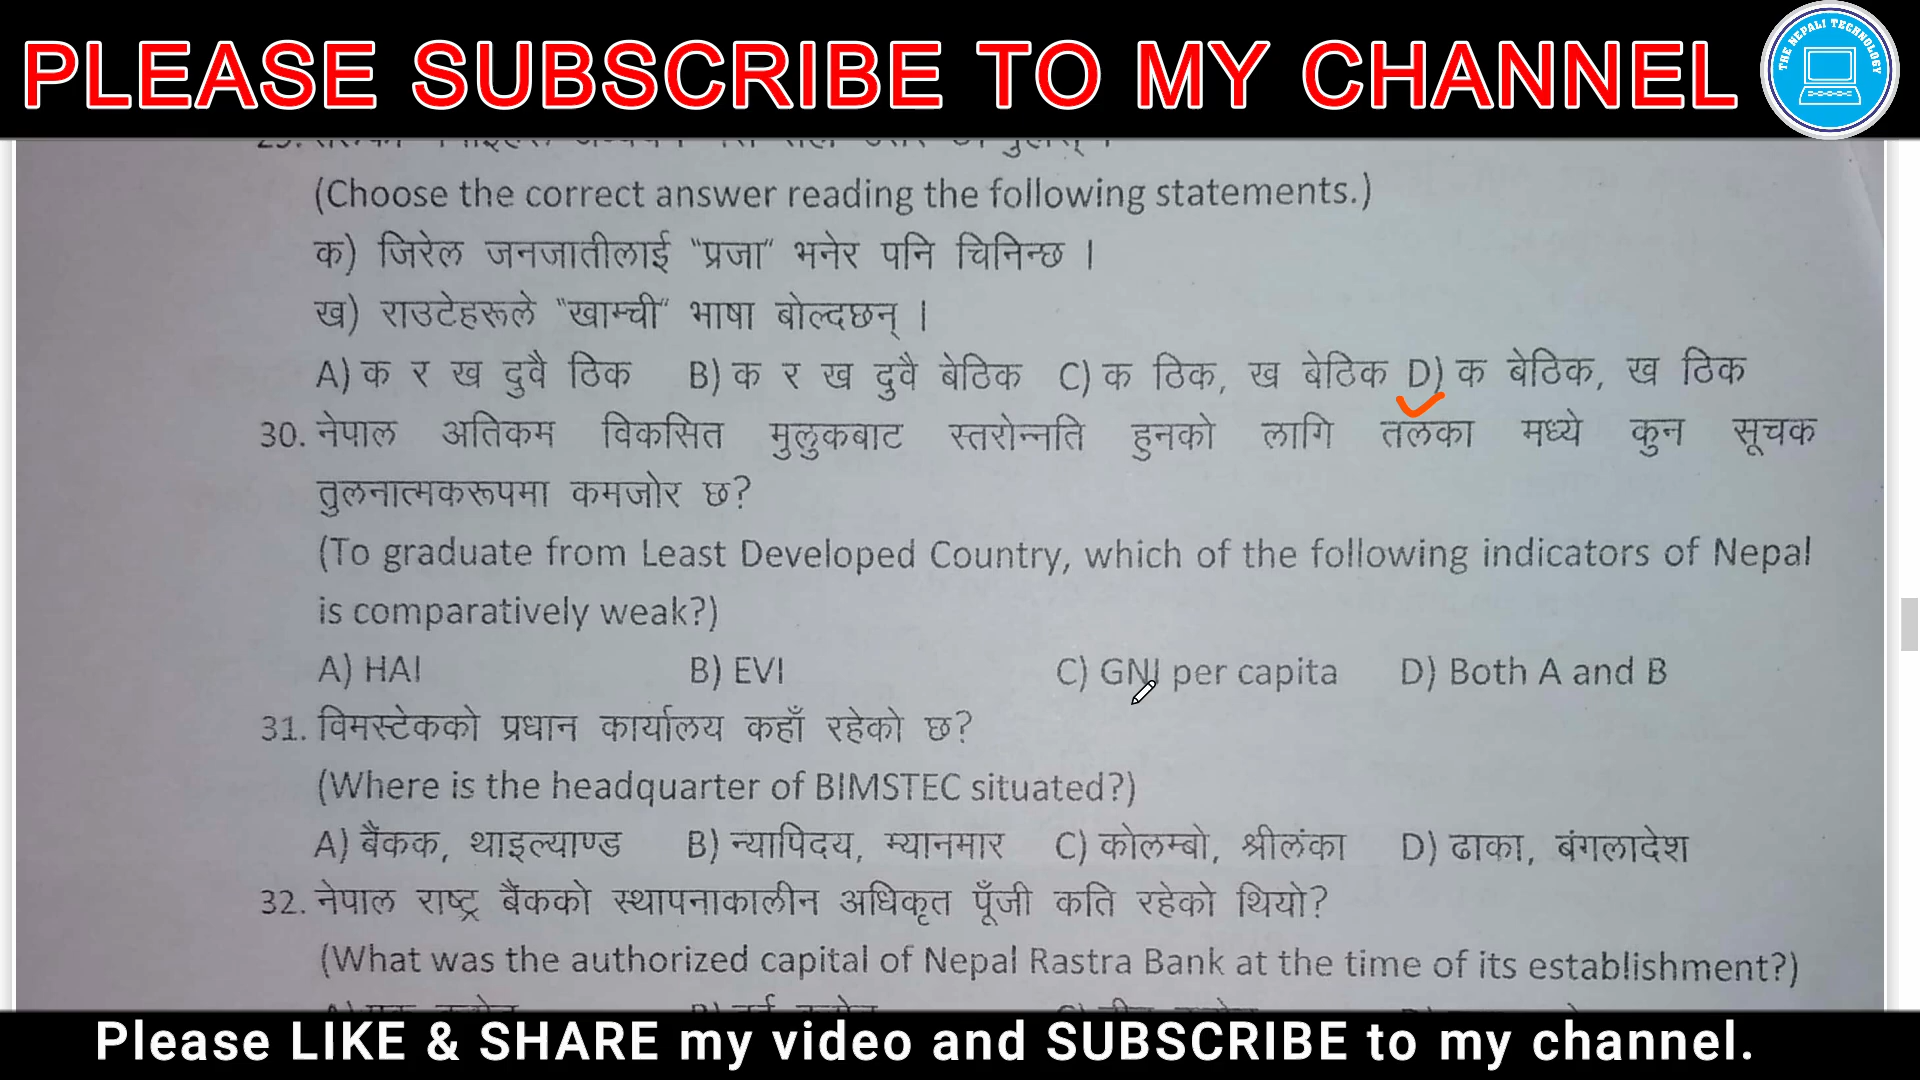 PLEASE SUBSCRIBE TO MY CHANNEL
THE NEPALI TECHNOLOGY
(Choose the correct answer reading the following statements.)
क) जिरेल जनजातीलाई "प्रजा" भनेर पनि चिनिन्छ ।
ख) राउटेहरूले "खाम्ची" भाषा बोल्दछन् ।
A) क र ख दुवै ठिक B) क र ख दुवै बेठिक C) क ठिक, ख बेठिक D) क बेठिक, ख ठिक
30. नेपाल अतिकम विकसित मुलुकबाट स्तरोन्नति हुनको लागि तलका मध्ये कुन सूचक
तुलनात्मकरूपमा कमजोर छ?
(To graduate from Least Developed Country, which of the following indicators of Nepal
is comparatively weak?)
A) HAI B) EVI C) GNI per capita D) Both A and B
31. विमस्टेकको प्रधान कार्यालय कहाँ रहेको छ?
(Where is the headquarter of BIMSTEC situated?)
A) बैंकक, थाइल्याण्ड B) न्यापिदय, म्यानमार C) कोलम्बो, श्रीलंका D) ढाका, बंगलादेश
32. नेपाल राष्ट्र बैंकको स्थापनाकालीन अधिकृत पूँजी कति रहेको थियो?
(What was the authorized capital of Nepal Rastra Bank at the time of its establishment?)
Please LIKE & SHARE my video and SUBSCRIBE to my channel.